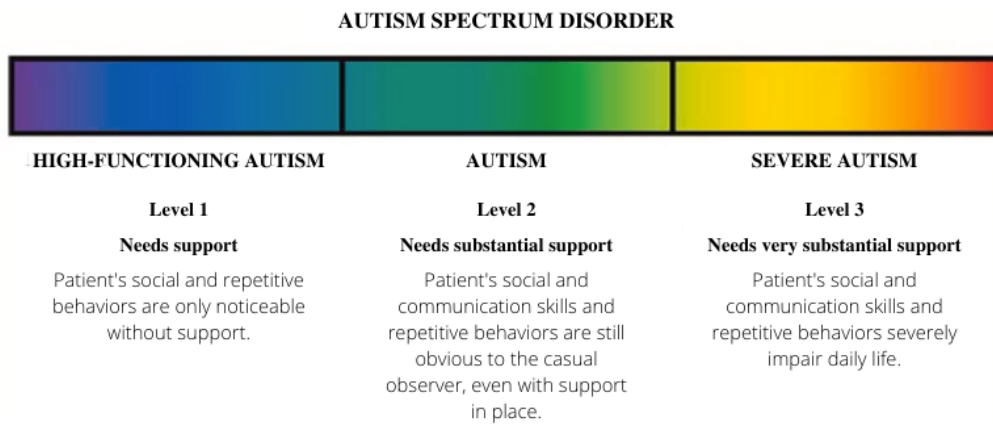 AUTISM SPECTRUM DISORDER
HIGH-FUNCTIONING AUTISM
Level 1
Needs support
Patient's social and repetitive
behaviors are only noticeable
without support.
AUTISM
Level 2
Needs substantial support
Patient's social and
communication skills and
repetitive behaviors are still
obvious to the casual
observer, even with support
in place.
SEVERE AUTISM
Level 3
Needs very substantial support
Patient's social and
communication skills and
repetitive behaviors severely
impair daily life.